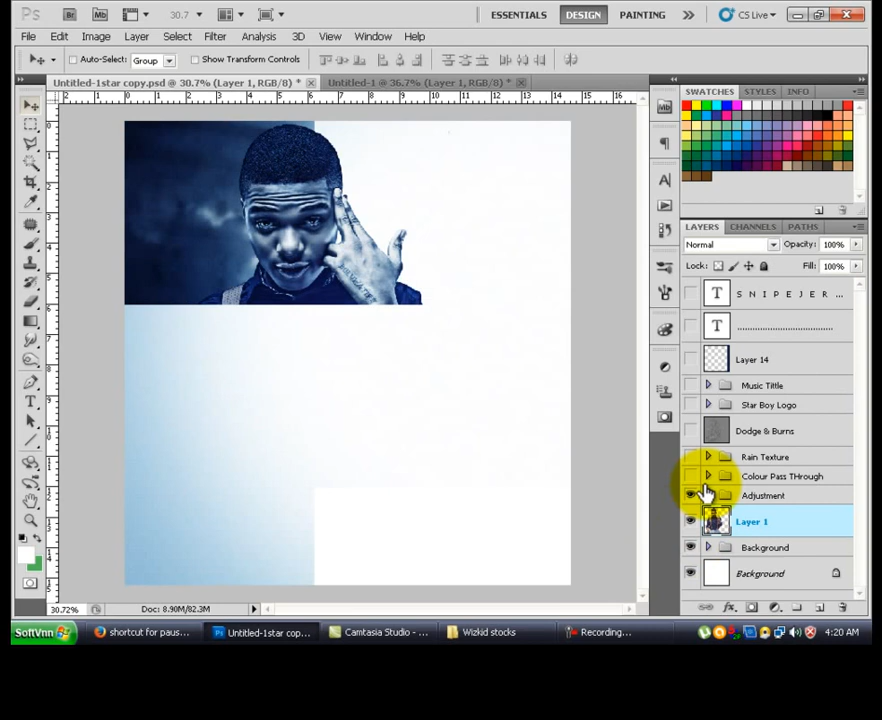 Ps Br Mb 30.7 ESSENTIALS DESIGN PAINTING CS Live
File Edit Image Layer Select Filter Analysis 3D View Window Help
Auto-Select: Group Show Transform Controls
Untitled-1star copy.psd @ 30.7% (Layer 1, RGB/8) * Untitled-1 @ 36.7% (Layer 1, RGB/8) *
SWATCHES STYLES INFO
LAYERS CHANNELS PATHS
Normal Opacity: 100%
Lock: Fill: 100%
T S N I P E J E R ...
T ................................
Layer 14
Music Tittle
Star Boy Logo
Dodge & Burns
Rain Texture
Colour Pass THrough
Adjustment
Layer 1
Background
Background
30.72% Doc: 8.90M/82.3M
SoftVnn shortcut for paus... Untitled-1star cop... Camtasia Studio - ... Wizkid stocks Recording... 4:20 AM